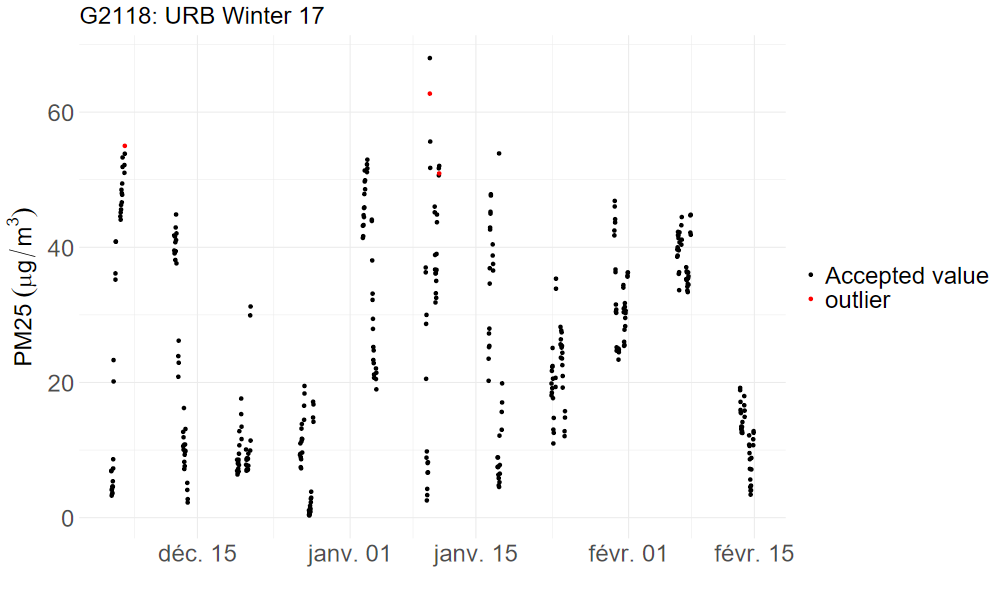 G2118: URB Winter 17
PM25 (μg/m³)
60
40
20
0
déc. 15
janv. 01
janv. 15
févr. 01
févr. 15
Accepted value
outlier